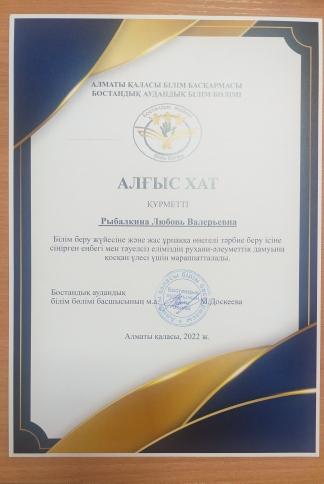 АЛМАТЫ ҚАЛАСЫ БІЛІМ БАСҚАРМАСЫ
БОСТАНДЫҚ АУДАНДЫҚ БІЛІМ БӨЛІМІ
АЛҒЫС ХАТ
ҚҰРМЕТТІ
Рыбалкина Любовь Валерьевна
Білім беру жүйесіне және жас ұрпаққа өнегелі тәрбие беру ісіне
сіңірген еңбегі мен тәуелсіз еліміздің рухани-әлеуметтік дамуына
қосқан үлесі үшін марапатталады.
Бостандық аудандық
білім бөлімі басшысының м.а. М.Доскеева
Алматы қаласы, 2022 ж.